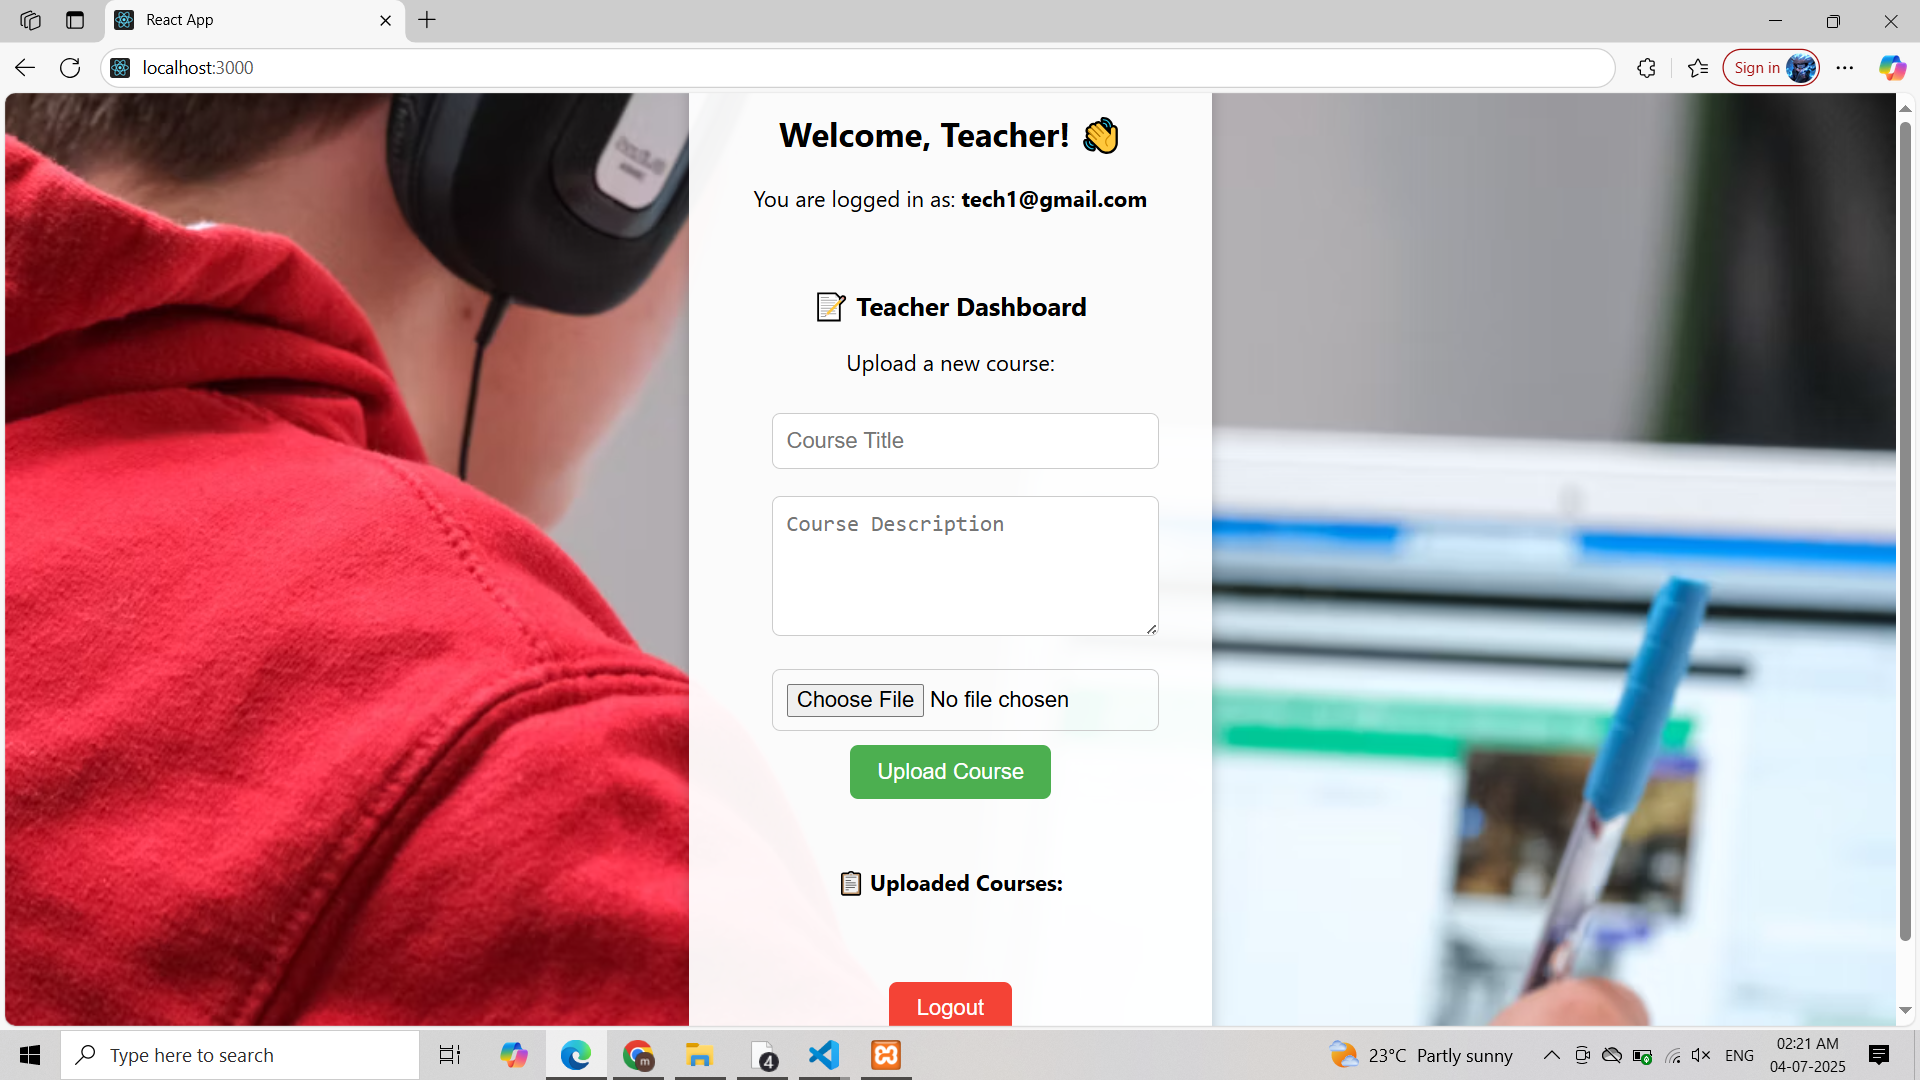 React App
localhost:3000
Sign in
Welcome, Teacher! 👋
You are logged in as: tech1@gmail.com
📝 Teacher Dashboard
Upload a new course:
Course Title
Course Description
Choose File No file chosen
Upload Course
📋 Uploaded Courses:
Logout
Type here to search
m
4
23°C Partly sunny
ENG
02:21 AM
04-07-2025